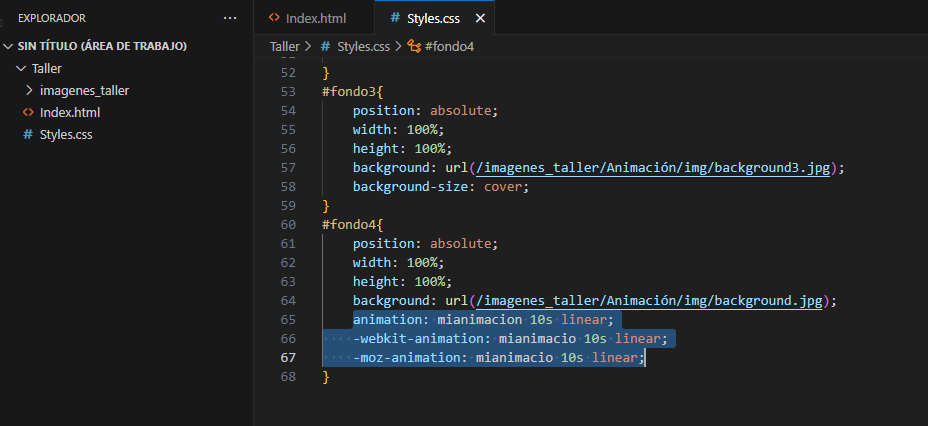 EXPLORADOR ···
SIN TÍTULO (ÁREA DE TRABAJO)
Taller
imagenes_taller
<> Index.html
# Styles.css
<> Index.html
# Styles.css ×
Taller > # Styles.css > #fondo4
52 }
53 #fondo3{
54 position: absolute;
55 width: 100%;
56 height: 100%;
57 background: url(/imagenes_taller/Animación/img/background3.jpg);
58 background-size: cover;
59 }
60 #fondo4{
61 position: absolute;
62 width: 100%;
63 height: 100%;
64 background: url(/imagenes_taller/Animación/img/background.jpg);
65 animation: mianimacion 10s linear;
66 -webkit-animation: mianimacio 10s linear;
67 -moz-animation: mianimacio 10s linear;
68 }